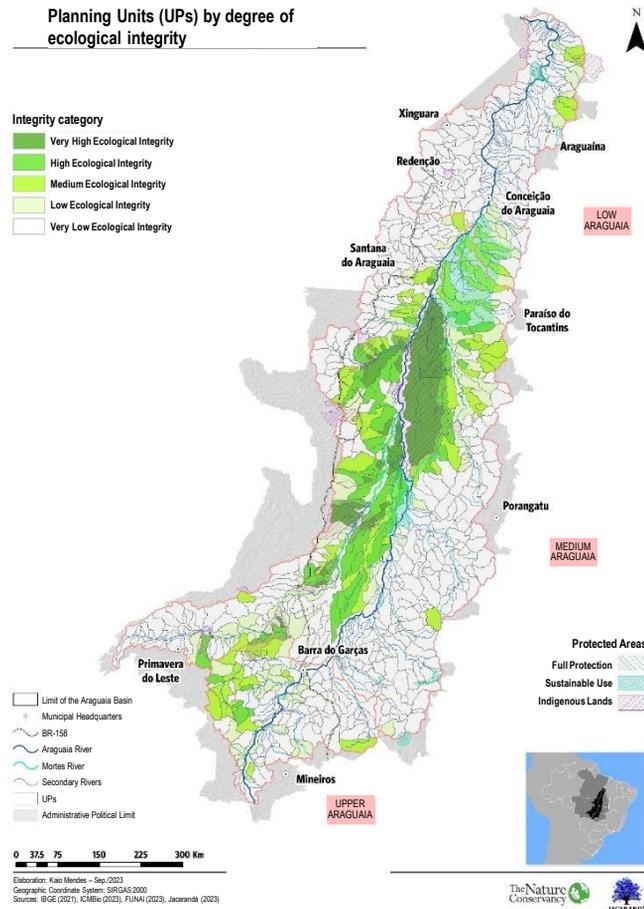 Planning Units (UPs) by degree of
ecological integrity
N
Integrity category
Very High Ecological Integrity
High Ecological Integrity
Medium Ecological Integrity
Low Ecological Integrity
Very Low Ecological Integrity
Xinguara
Araguaína
Redenção
Conceição
do Araguaia
LOW
ARAGUAIA
Santana
do Araguaia
Paraíso do
Tocantins
Porangatu
MEDIUM
ARAGUAIA
Barra do Garças
Primavera
do Leste
Mineiros
UPPER
ARAGUAIA
Protected Areas
Full Protection
Sustainable Use
Indigenous Lands
Limit of the Araguaia Basin
Municipal Headquarters
BR-158
Araguaia River
Mortes River
Secondary Rivers
UPs
Administrative Political Limit
0 37.5 75 150 225 300 Km
Elaboration: Kaio Mendes – Sep./2023
Geographic Coordinate System: SIRGAS 2000
Sources: IBGE (2021), ICMBio (2023), FUNAI (2023), Jacarandá (2023)
The Nature
Conservancy
JACARANDÁ